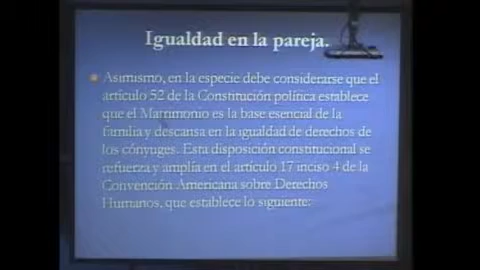 Igualdad en la pareja.
Asimismo, en la especie debe considerarse que el
artículo 52 de la Constitución política establece
que el Matrimonio es la base esencial de la
familia y descansa en la igualdad de derechos de
los cónyuges. Esta disposición constitucional se
refuerza y amplía en el artículo 17 inciso 4 de la
Convención Americana sobre Derechos
Humanos, que establece lo siguiente: